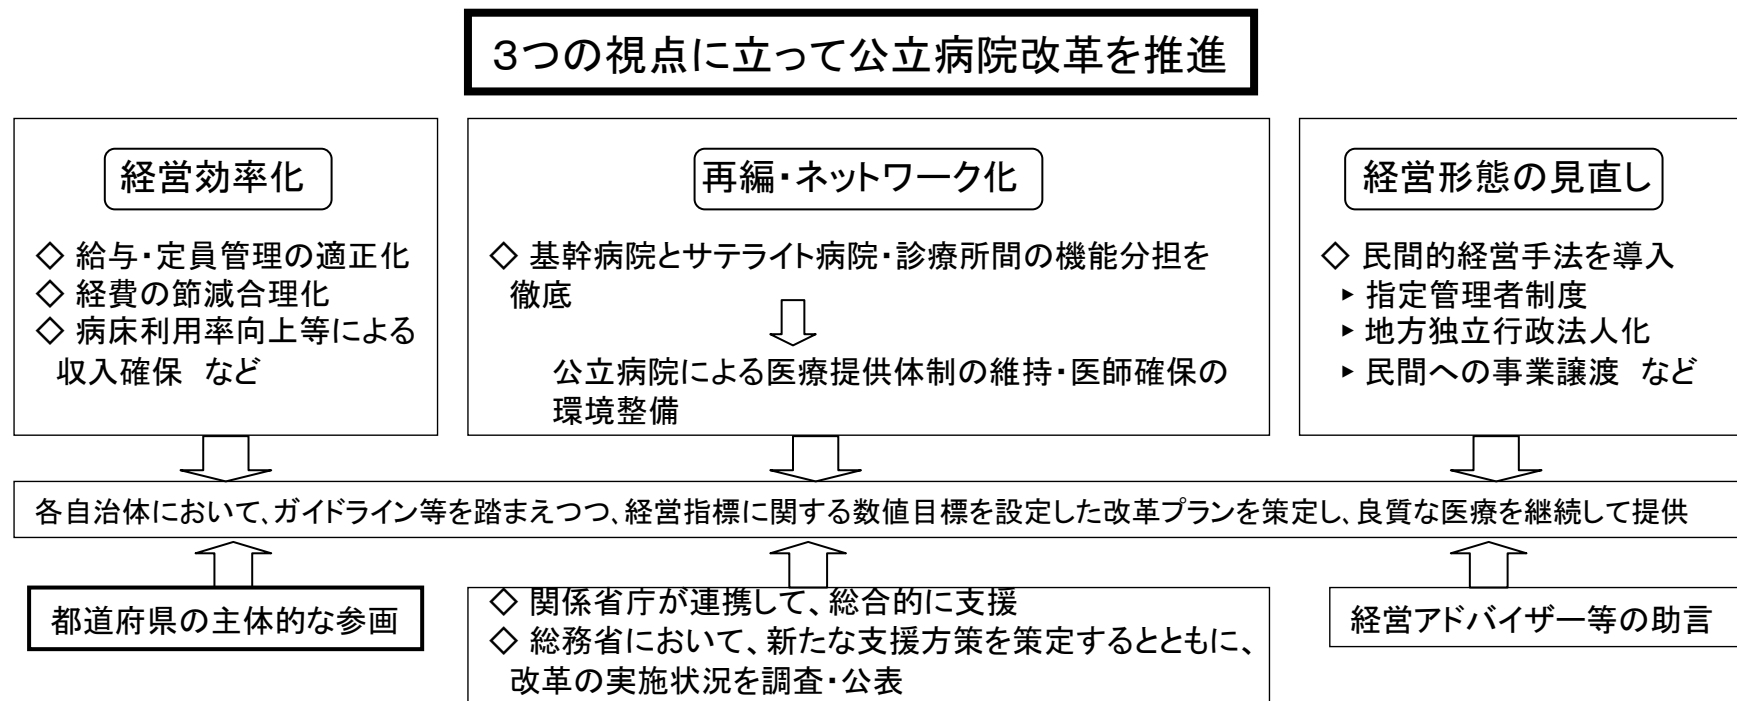 3つの視点に立って公立病院改革を推進
経営効率化
◇ 給与・定員管理の適正化
◇ 経費の節減合理化
◇ 病床利用率向上等による
収入確保 など
再編・ネットワーク化
◇ 基幹病院とサテライト病院・診療所間の機能分担を
徹底
公立病院による医療提供体制の維持・医師確保の
環境整備
経営形態の見直し
◇ 民間的経営手法を導入
▸ 指定管理者制度
▸ 地方独立行政法人化
▸ 民間への事業譲渡 など
各自治体において、ガイドライン等を踏まえつつ、経営指標に関する数値目標を設定した改革プランを策定し、良質な医療を継続して提供
都道府県の主体的な参画
◇ 関係省庁が連携して、総合的に支援
◇ 総務省において、新たな支援方策を策定するとともに、
改革の実施状況を調査・公表
経営アドバイザー等の助言